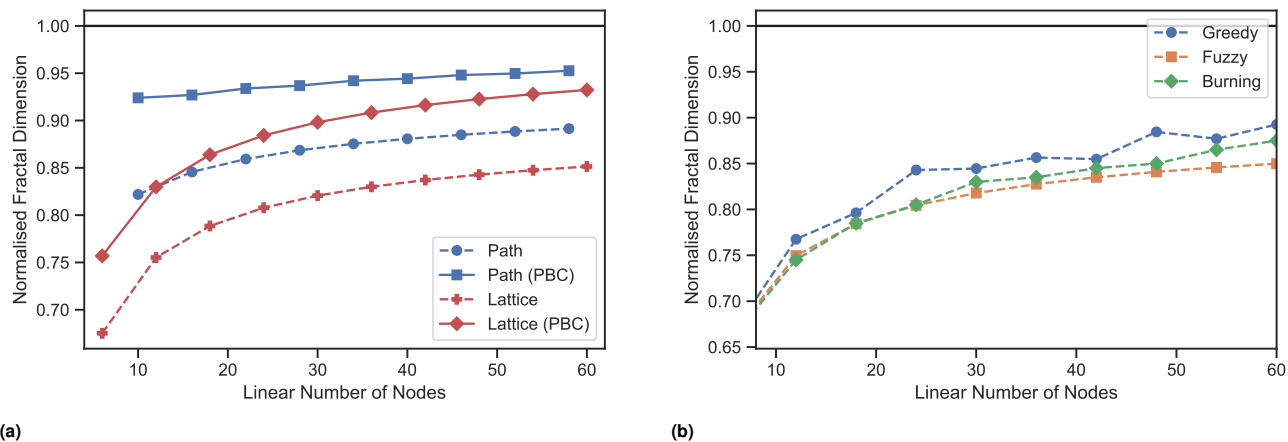 1.00
0.95
0.90
0.85
0.80
0.75
0.70
Normalised Fractal Dimension
10 20 30 40 50 60
Linear Number of Nodes
Path
Path (PBC)
Lattice
Lattice (PBC)
(a)
1.00
0.95
0.90
0.85
0.80
0.75
0.70
0.65
Normalised Fractal Dimension
10 20 30 40 50 60
Linear Number of Nodes
Greedy
Fuzzy
Burning
(b)